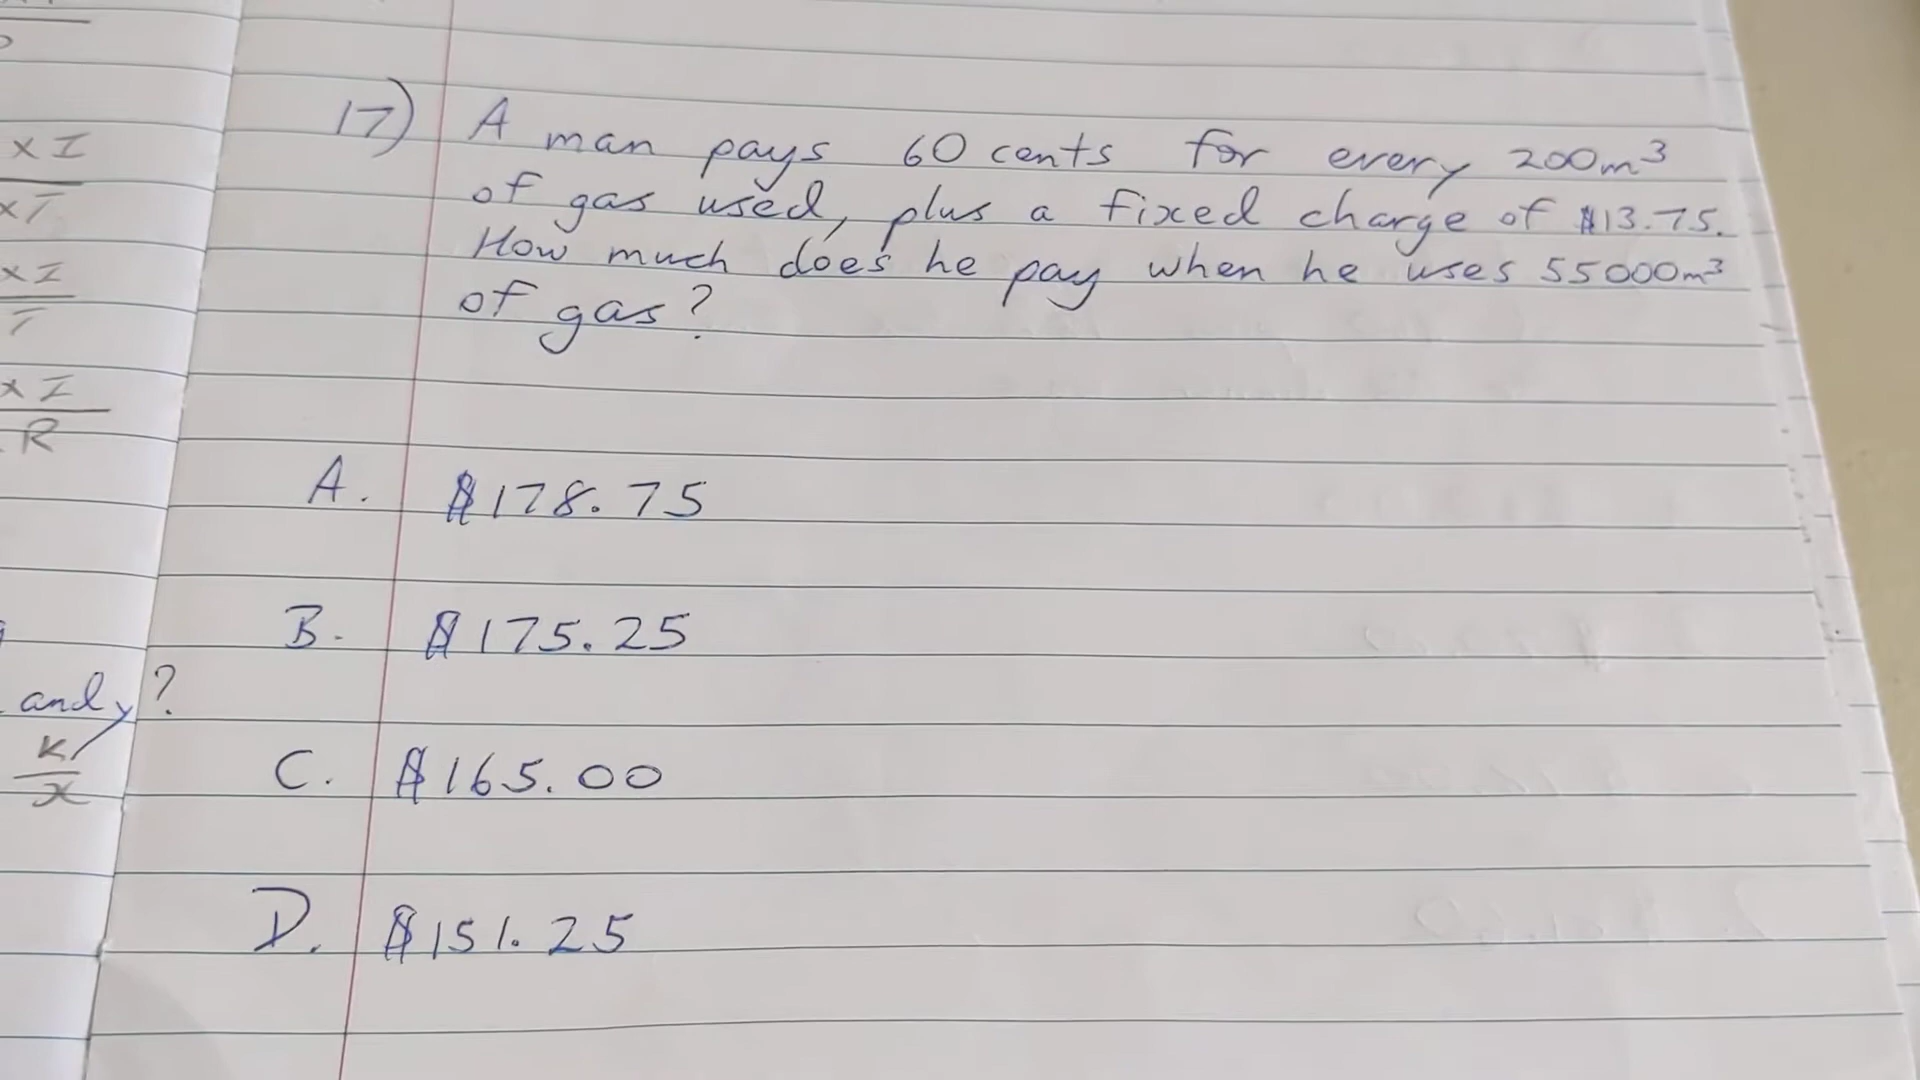 x I
x T
x I
T
x I
R
and y?
K
x
17) A man pays 60 cents for every 200m³
of gas used, plus a fixed charge of $13.75.
How much does he pay when he uses 55000m³
of gas?
A. $178.75
B. $175.25
C. $165.00
D. $151.25